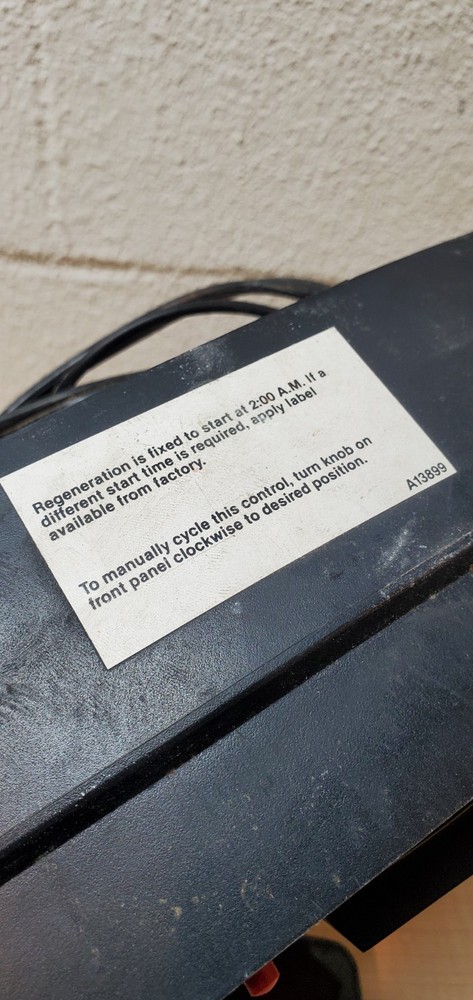 Regeneration is fixed to start at 2:00 A.M. If a
different start time is required, apply label
available from factory.
To manually cycle this control, turn knob on
front panel clockwise to desired position.
A13899